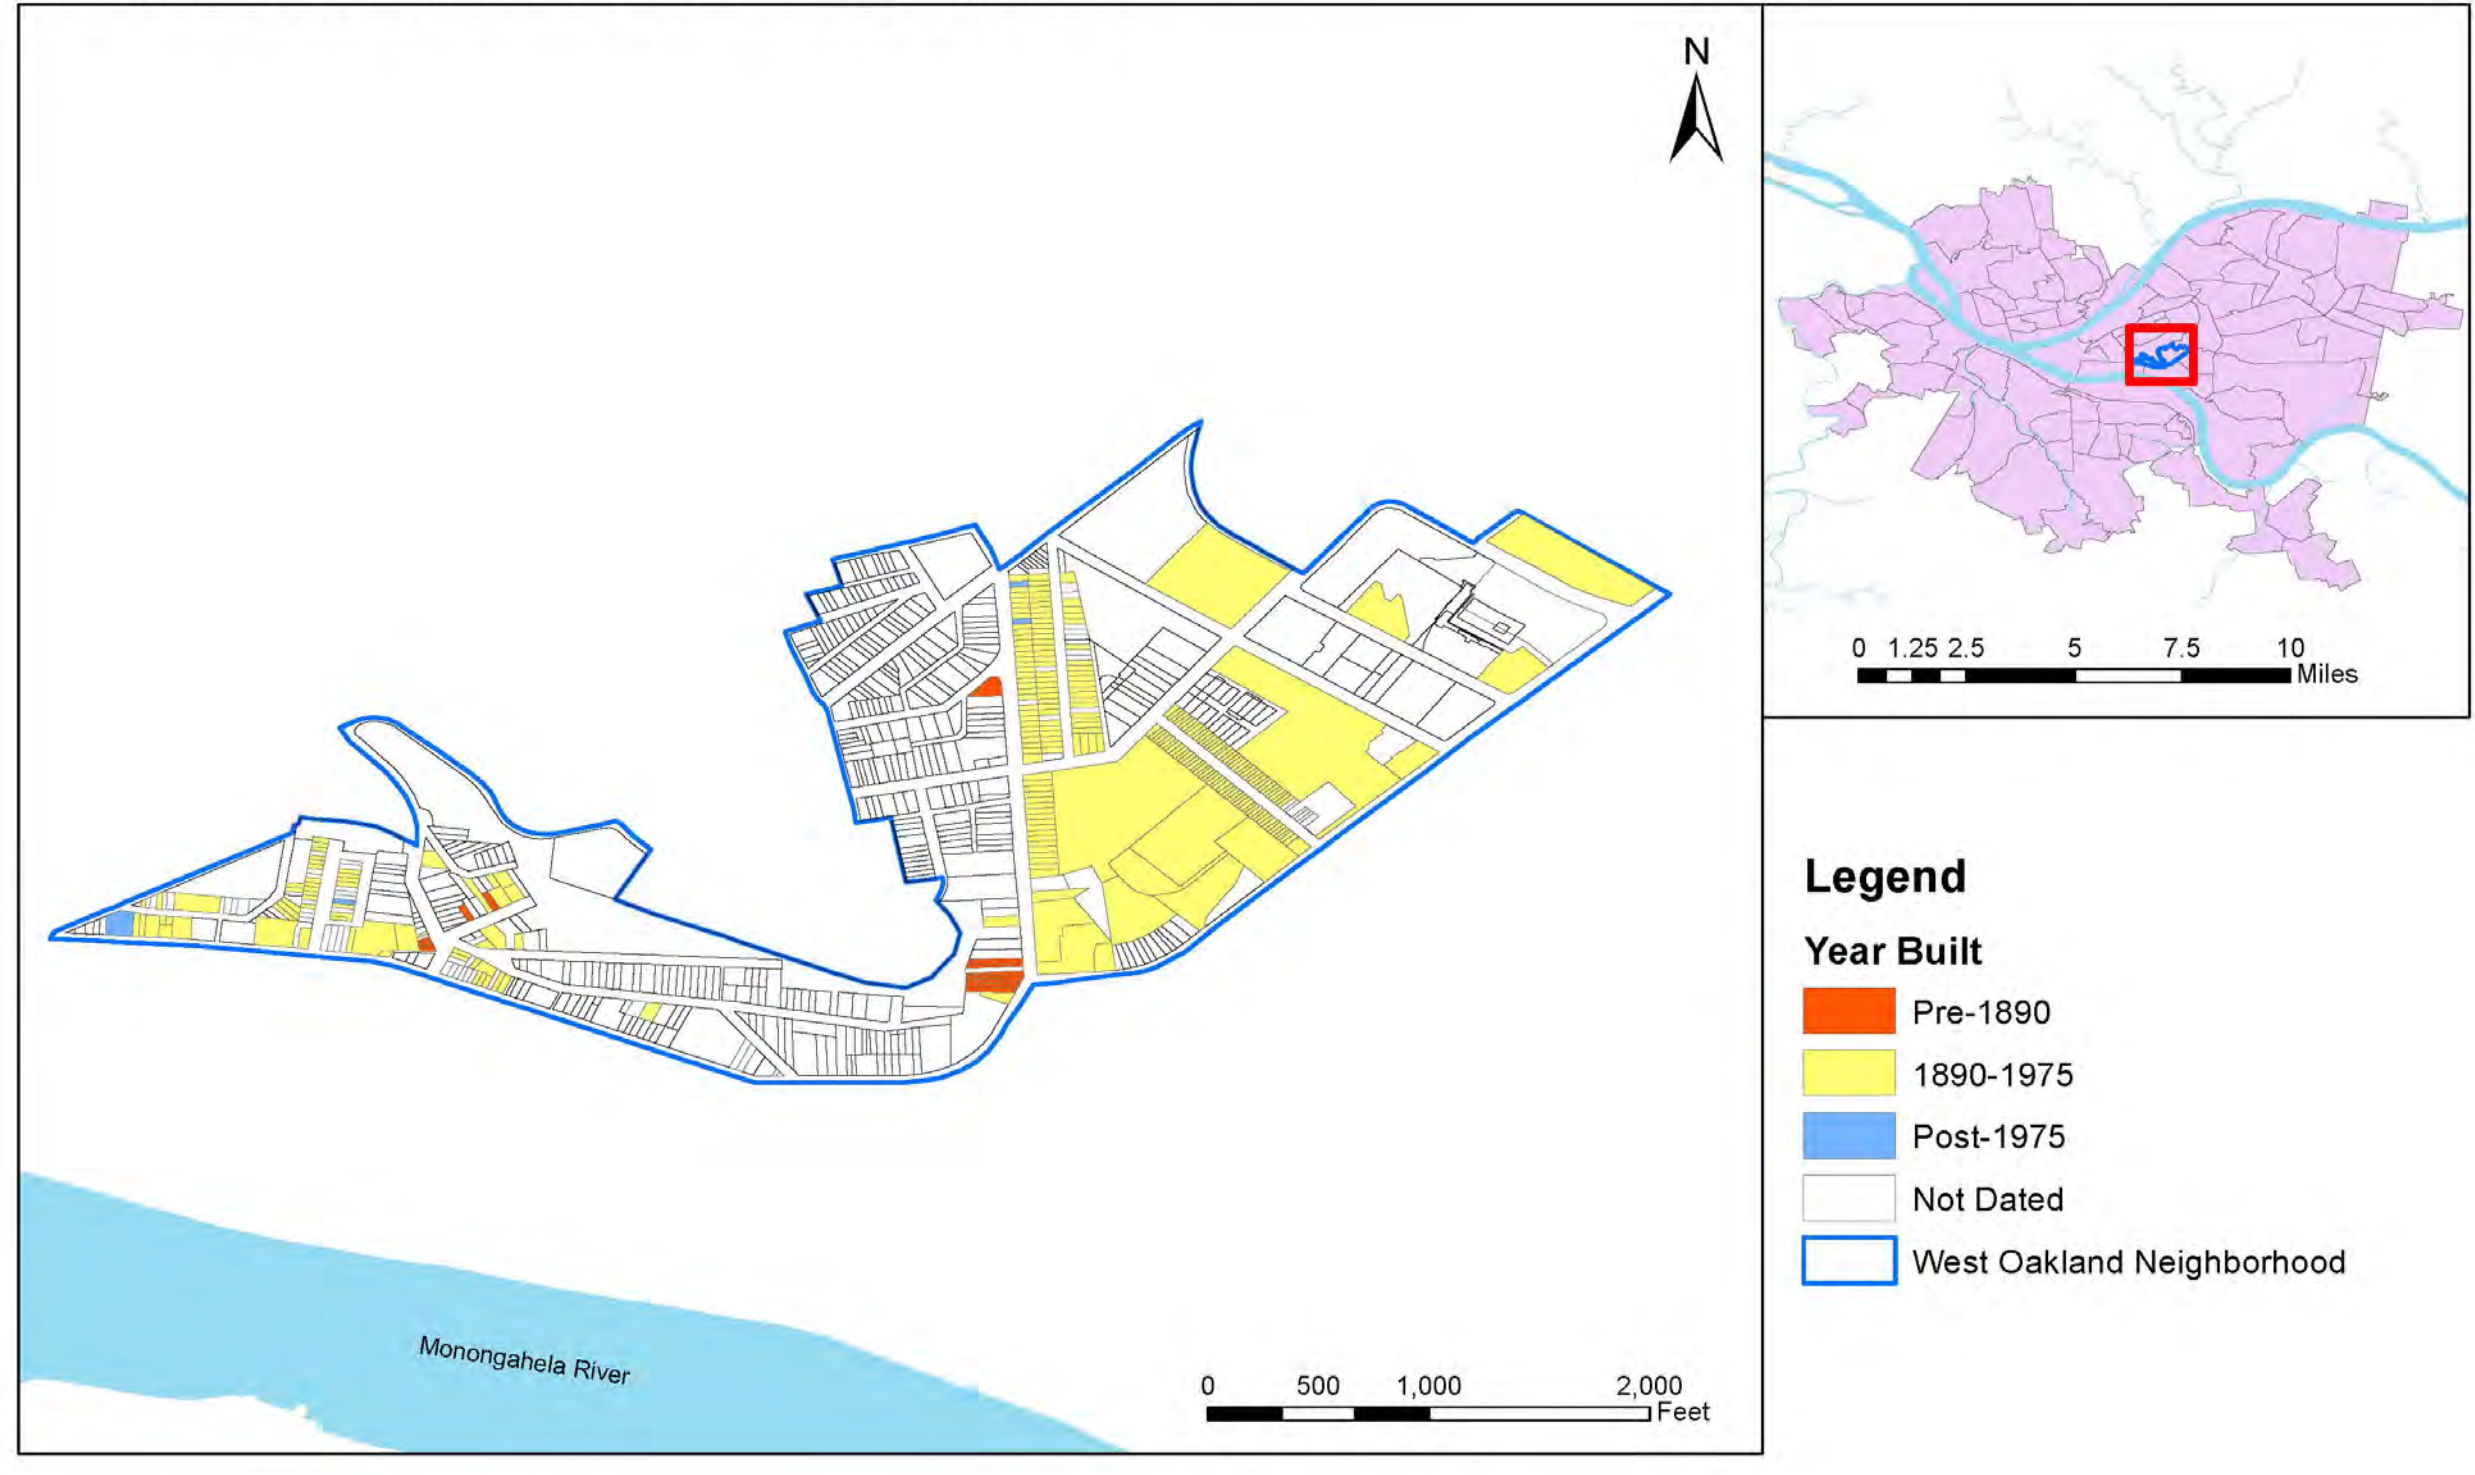 N
0 1.25 2.5 5 7.5 10
Miles
Legend
Year Built
Pre-1890
1890-1975
Post-1975
Not Dated
West Oakland Neighborhood
Monongahela River
0 500 1,000 2,000
Feet